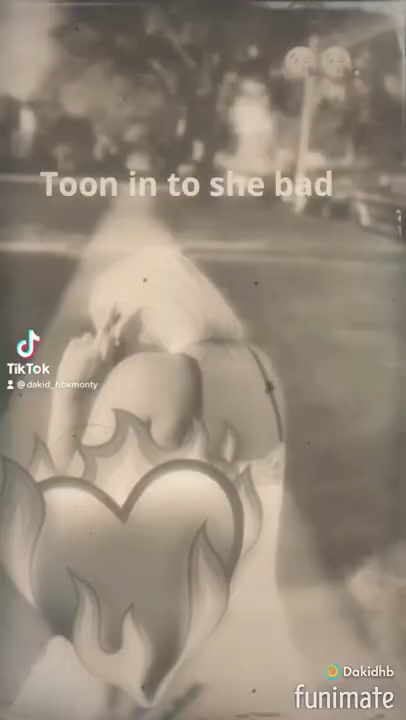 Toon in to she bad
TikTok
@dakid_hbkmonty
Dakidhb
funimate